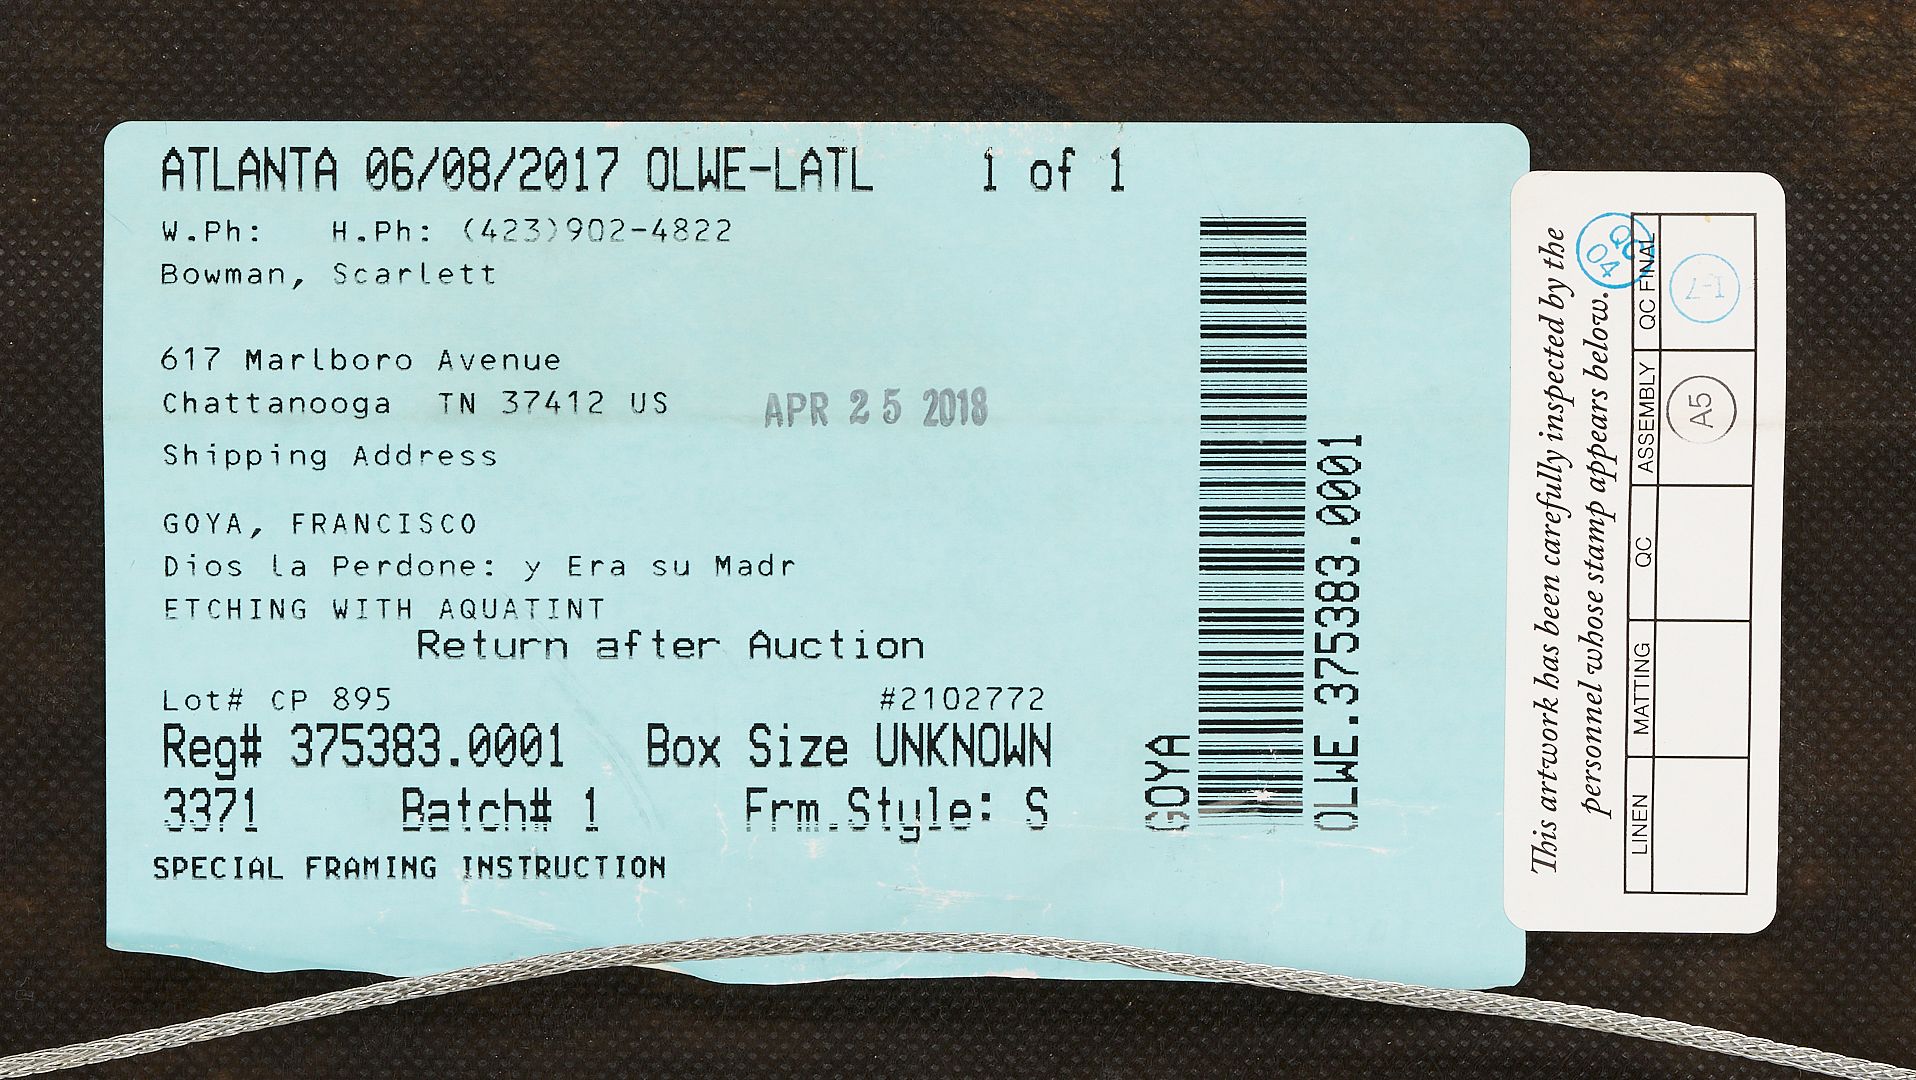 ATLANTA 06/08/2017 OLWE-LATL 1 of 1
W.Ph: H.Ph: (423)902-4822
Bowman, Scarlett
617 Marlboro Avenue
Chattanooga TN 37412 US
APR 25 2018
Shipping Address
GOYA, FRANCISCO
Dios la Perdone: y Era su Madr
ETCHING WITH AQUATINT
Return after Auction
Lot# CP 895 #2102772
Reg# 375383.0001 Box Size UNKNOWN
3371 Batch# 1 Frm.Style: S
SPECIAL FRAMING INSTRUCTION
GOYA
OLWE.375383.0001
This artwork has been carefully inspected by the
personnel whose stamp appears below.
QC 04
LINEN MATTING QC ASSEMBLY QC FINAL
A5 I-7